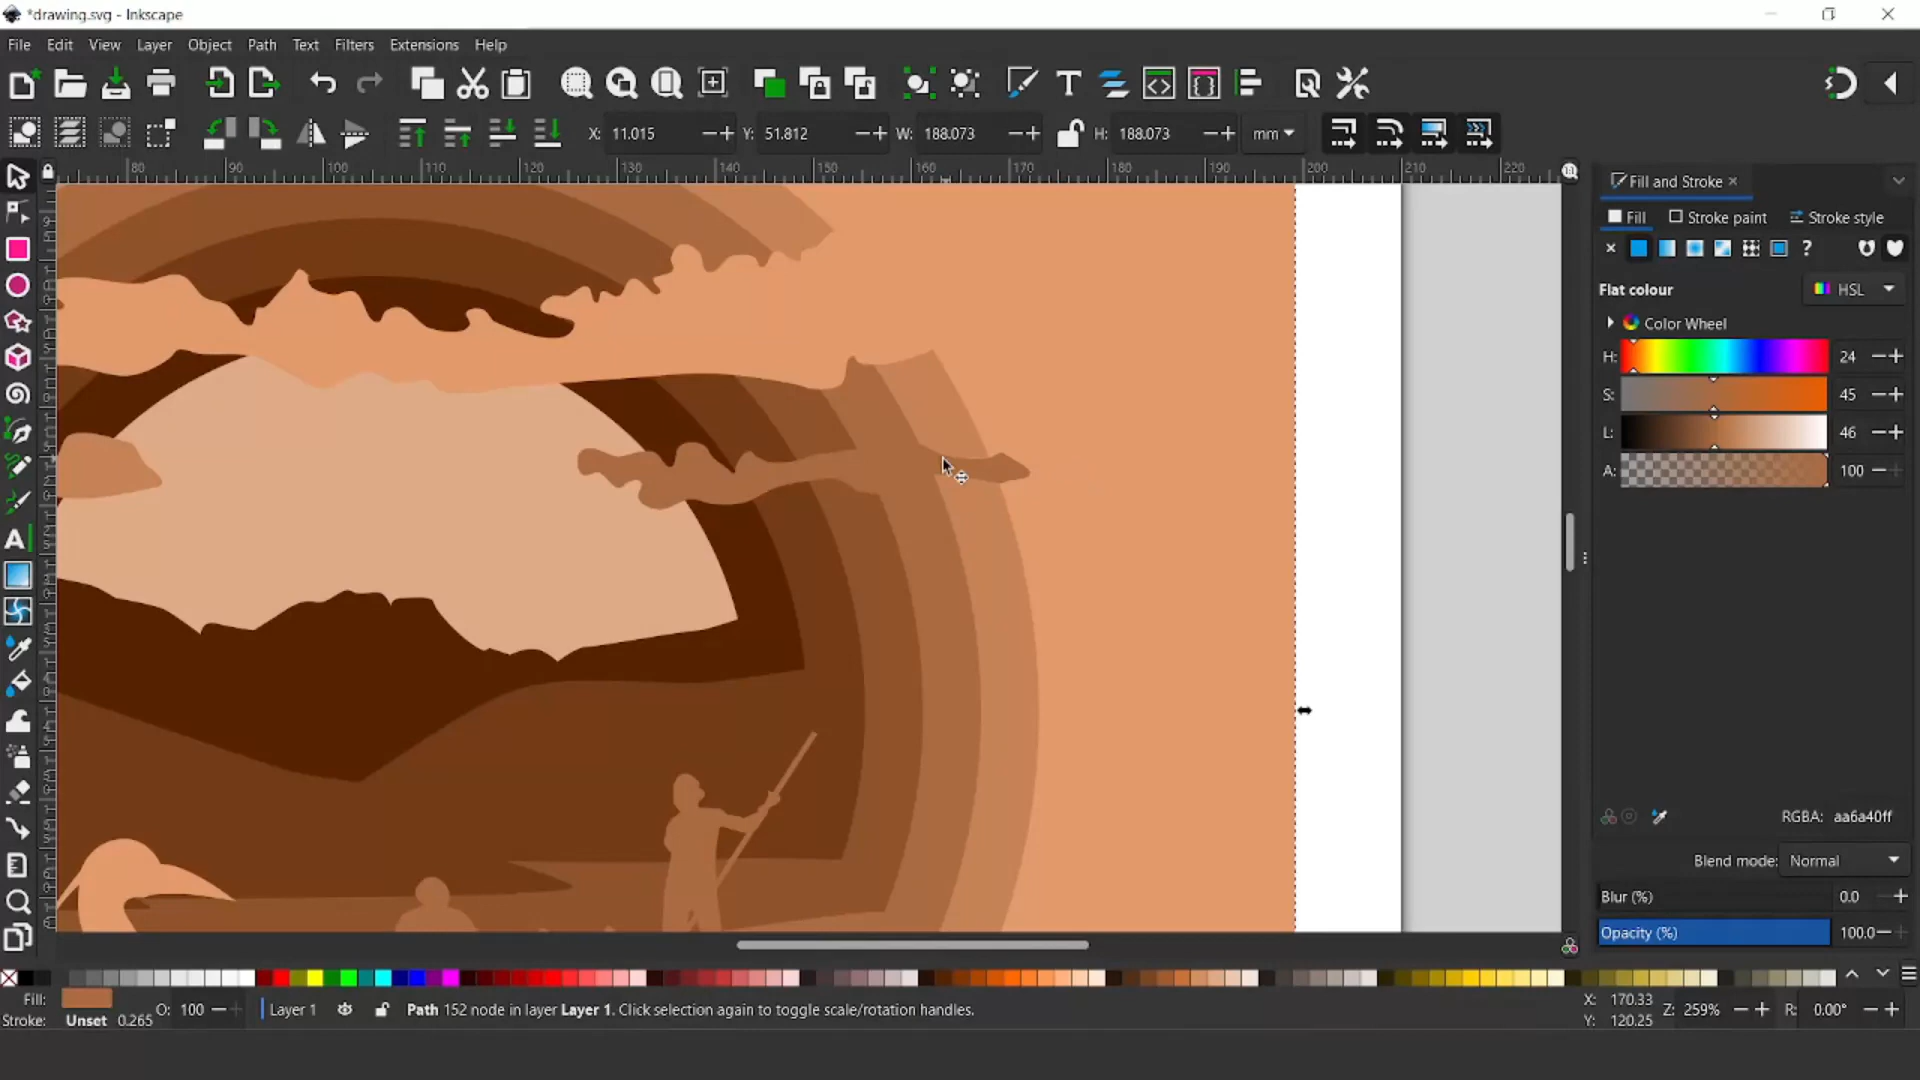 *drawing.svg - Inkscape
File Edit View Layer Object Path Text Filters Extensions Help
X: 11.015 Y: 51.812 W: 188.073 H: 188.073 mm
80 90 100 110 120 130 140 150 160 170 180 190 200 210 220
Fill and Stroke
Fill Stroke paint Stroke style
Flat colour HSL
Color Wheel
H: 24
S: 45
L: 46
A: 100
RGBA: aa6a40ff
Blend mode: Normal
Blur (%) 0.0
Opacity (%) 100.0
Fill: O: 100 Layer 1 Path 152 node in layer Layer 1. Click selection again to toggle scale/rotation handles. X: 170.33 Z: 259% R: 0.00°
Stroke: Unset 0.265 Y: 120.25